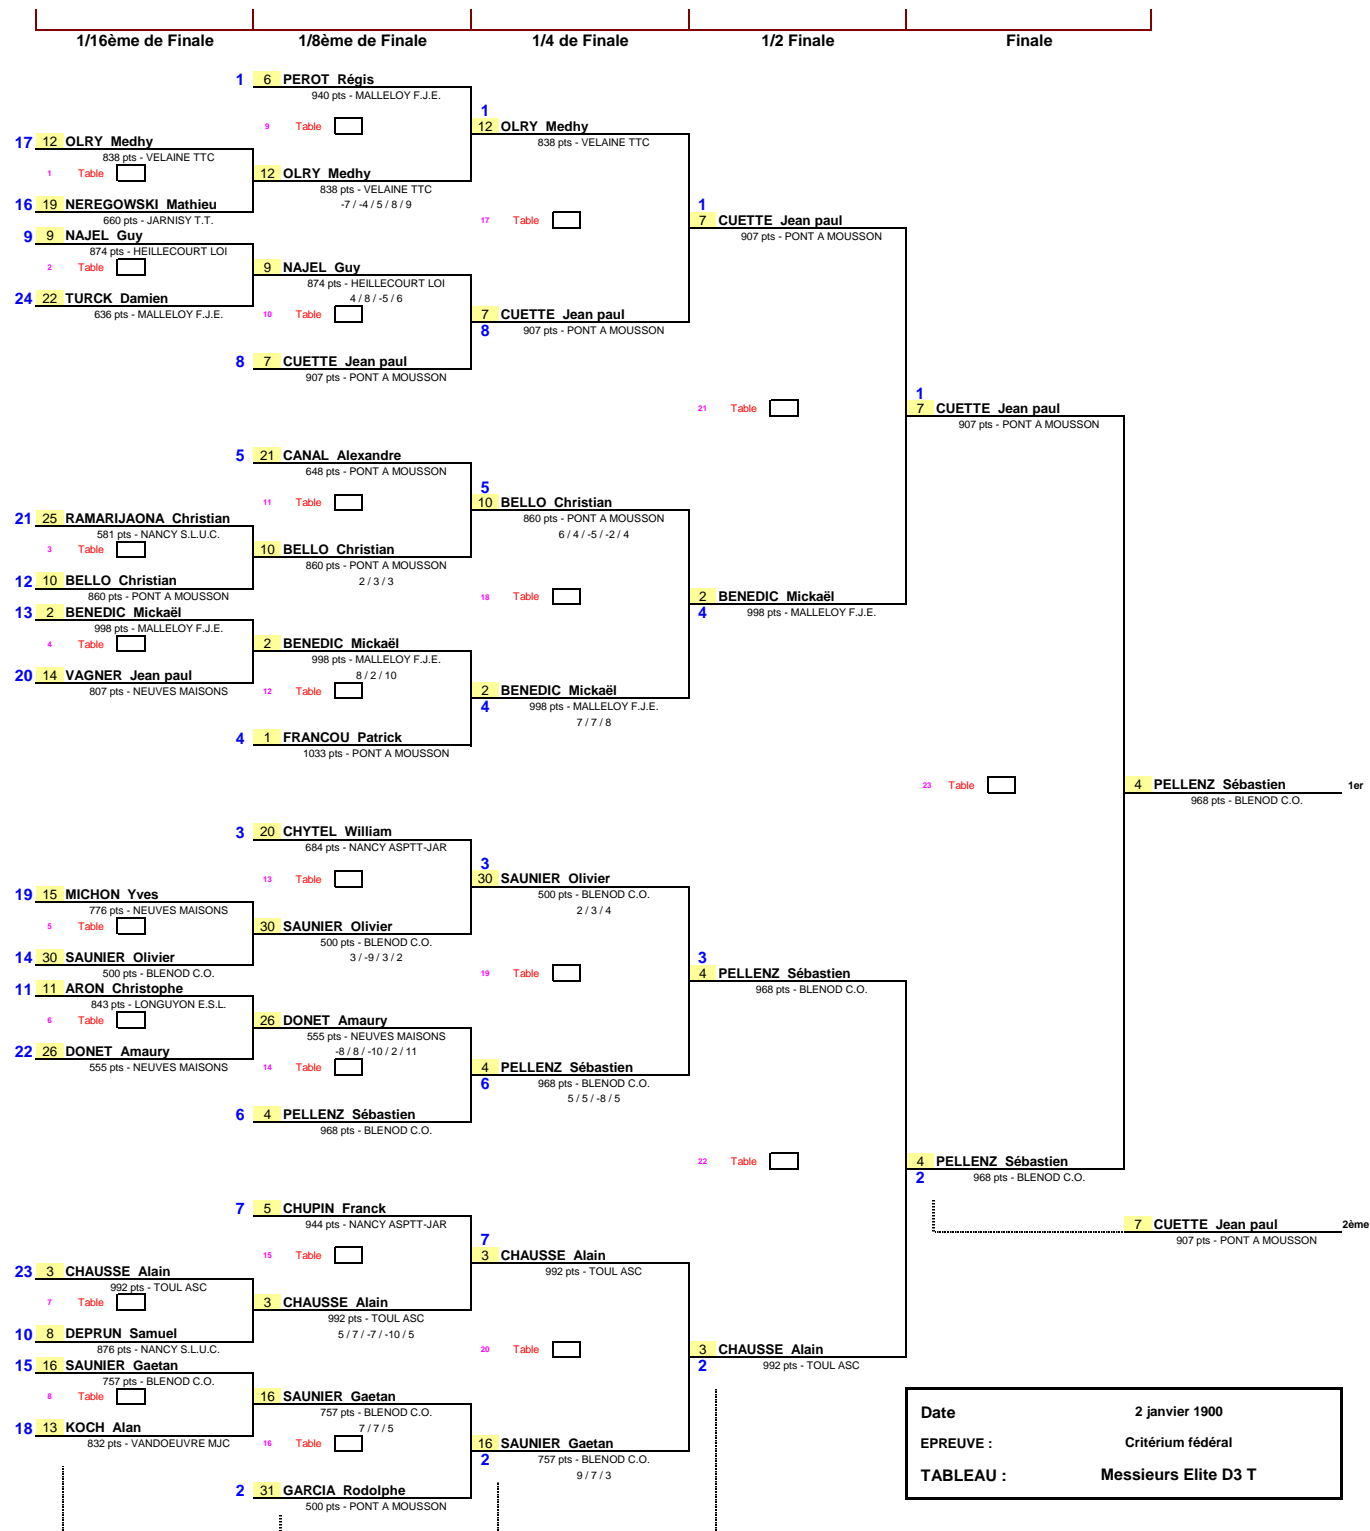 1/16ème de Finale 1/8ème de Finale 1/4 de Finale 1/2 Finale Finale
1 6 PEROT Régis
940 pts - MALLELOY F.J.E.
1
9 Table 12 OLRY Medhy
17 12 OLRY Medhy 838 pts - VELAINE TTC
838 pts - VELAINE TTC
1 Table 12 OLRY Medhy
838 pts - VELAINE TTC
16 19 NEREGOWSKI Mathieu -7 / -4 / 5 / 8 / 9 1
660 pts - JARNISY T.T. 17 Table 7 CUETTE Jean paul
9 9 NAJEL Guy 907 pts - PONT A MOUSSON
874 pts - HEILLECOURT LOI
2 Table 9 NAJEL Guy
874 pts - HEILLECOURT LOI
24 22 TURCK Damien 4 / 8 / -5 / 6
636 pts - MALLELOY F.J.E. 10 Table 7 CUETTE Jean paul
8 907 pts - PONT A MOUSSON
8 7 CUETTE Jean paul
907 pts - PONT A MOUSSON
1
21 Table 7 CUETTE Jean paul
907 pts - PONT A MOUSSON
5 21 CANAL Alexandre
648 pts - PONT A MOUSSON
5
11 Table 10 BELLO Christian
21 25 RAMARIJAONA Christian 860 pts - PONT A MOUSSON
581 pts - NANCY S.L.U.C. 6 / 4 / -5 / -2 / 4
3 Table 10 BELLO Christian
860 pts - PONT A MOUSSON
12 10 BELLO Christian 2 / 3 / 3
860 pts - PONT A MOUSSON 18 Table 2 BENEDIC Mickaël
13 2 BENEDIC Mickaël 4 998 pts - MALLELOY F.J.E.
998 pts - MALLELOY F.J.E.
4 Table 2 BENEDIC Mickaël
998 pts - MALLELOY F.J.E.
20 14 VAGNER Jean paul 8 / 2 / 10
807 pts - NEUVES MAISONS 12 Table 2 BENEDIC Mickaël
4 998 pts - MALLELOY F.J.E.
7 / 7 / 8
4 1 FRANCOU Patrick
1033 pts - PONT A MOUSSON
23 Table 4 PELLENZ Sébastien 1er
968 pts - BLENOD C.O.
3 20 CHYTEL William
684 pts - NANCY ASPTT-JAR
3
13 Table 30 SAUNIER Olivier
19 15 MICHON Yves 500 pts - BLENOD C.O.
776 pts - NEUVES MAISONS 2 / 3 / 4
5 Table 30 SAUNIER Olivier
500 pts - BLENOD C.O.
14 30 SAUNIER Olivier 3 / -9 / 3 / 2 3
500 pts - BLENOD C.O. 19 Table 4 PELLENZ Sébastien
11 11 ARON Christophe 968 pts - BLENOD C.O.
843 pts - LONGUYON E.S.L.
6 Table 26 DONET Amaury
555 pts - NEUVES MAISONS
22 26 DONET Amaury -8 / 8 / -10 / 2 / 11
555 pts - NEUVES MAISONS 14 Table 4 PELLENZ Sébastien
6 968 pts - BLENOD C.O.
5 / 5 / -8 / 5
6 4 PELLENZ Sébastien
968 pts - BLENOD C.O.
22 Table 4 PELLENZ Sébastien
2 968 pts - BLENOD C.O.
7 5 CHUPIN Franck
944 pts - NANCY ASPTT-JAR 7 CUETTE Jean paul 2ème
7 907 pts - PONT A MOUSSON
15 Table 3 CHAUSSE Alain
23 3 CHAUSSE Alain 992 pts - TOUL ASC
992 pts - TOUL ASC
7 Table 3 CHAUSSE Alain
992 pts - TOUL ASC
10 8 DEPRUN Samuel 5 / 7 / -7 / -10 / 5
876 pts - NANCY S.L.U.C. 20 Table 3 CHAUSSE Alain
15 16 SAUNIER Gaetan 2 992 pts - TOUL ASC
757 pts - BLENOD C.O.
8 Table 16 SAUNIER Gaetan
757 pts - BLENOD C.O. Date 2 janvier 1900
18 13 KOCH Alan 7 / 7 / 5
832 pts - VANDOEUVRE MJC 16 Table 16 SAUNIER Gaetan EPREUVE : Critérium fédéral
2 757 pts - BLENOD C.O.
9 / 7 / 3 TABLEAU : Messieurs Elite D3 T
2 31 GARCIA Rodolphe
500 pts - PONT A MOUSSON